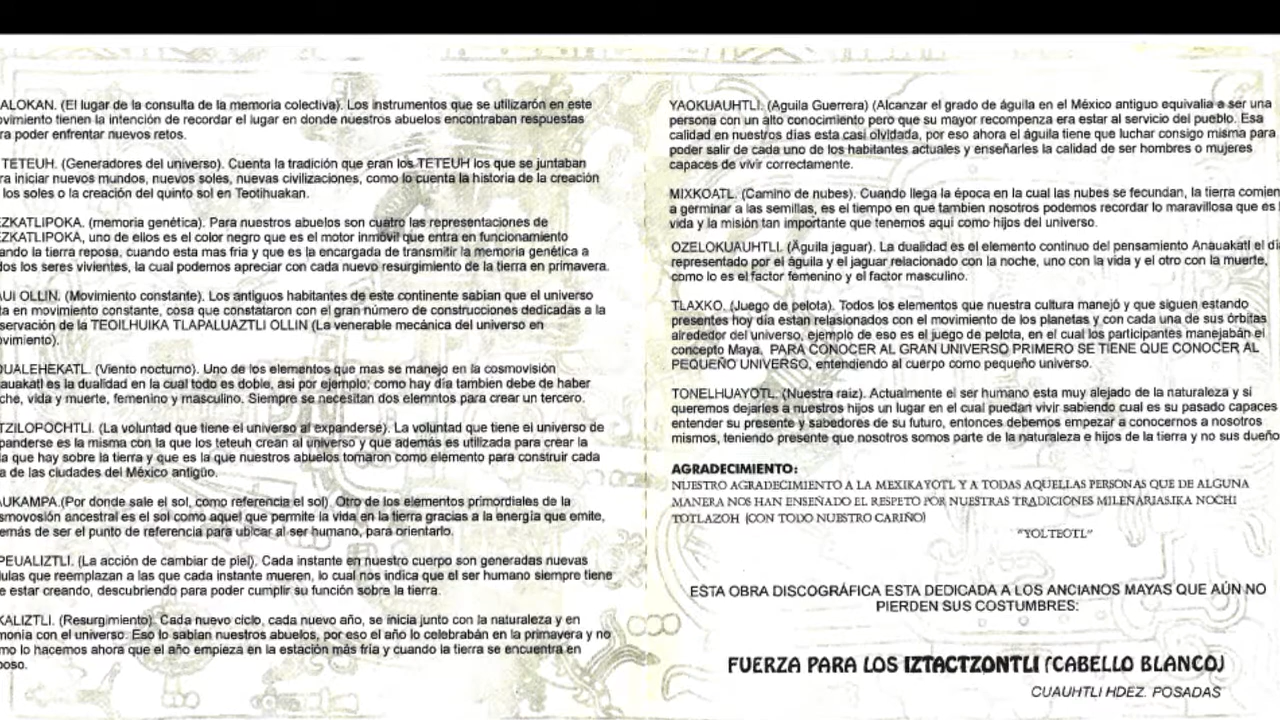 ALOKAN. (El lugar de la consulta de la memoria colectiva). Los instrumentos que se utilizarón en este
vimiento tienen la intención de recordar el lugar en donde nuestros abuelos encontraban respuestas
ra poder enfrentar nuevos retos.
TETEUH. (Generadores del universo). Cuenta la tradición que eran los TETEUH los que se juntaban
ra iniciar nuevos mundos, nuevos soles, nuevas civilizaciones, como lo cuenta la historia de la creación
los soles o la creación del quinto sol en Teotihuakan.
EZKATLIPOKA. (memoria genética). Para nuestros abuelos son cuatro las representaciones de
EZKATLIPOKA, uno de ellos es el color negro que es el motor inmóvil que entra en funcionamiento
ando la tierra reposa, cuando esta mas fria y que es la encargada de transmitir la memoria genética a
dos los seres vivientes, la cual podemos apreciar con cada nuevo resurgimiento de la tierra en primavera.
UI OLLIN. (Movimiento constante). Los antiguos habitantes de este continente sabian que el universo
ta en movimiento constante, cosa que constataron con el gran número de construcciones dedicadas a la
servación de la TEOILHUIKA TLAPALUAZTLI OLLIN (La venerable mecánica del universo en
ovimiento).
UALEHEKATL. (Viento nocturno). Uno de los elementos que mas se manejo en la cosmovisión
auakatl es la dualidad en la cual todo es doble, asi por ejemplo; como hay día tambien debe de haber
che, vida y muerte, femenino y masculino. Siempre se necesitan dos elemntos para crear un tercero.
TZILOPOCHTLI. (La voluntad que tiene el universo al expanderse). La voluntad que tiene el universo de
panderse es la misma con la que los teteuh crean al universo y que además es utilizada para crear la
a que hay sobre la tierra y que es la que nuestros abuelos tomaron como elemento para construir cada
a de las ciudades del México antigüo.
UKAMPA.(Por donde sale el sol, como referencia el sol). Otro de los elementos primordiales de la
smovosión ancestral es el sol como aquel que permite la vida en la tierra gracias a la energía que emite,
emás de ser el punto de referencia para ubicar al ser humano, para orientarlo.
PEUALIZTLI. (La acción de cambiar de piel). Cada instante en nuestro cuerpo son generadas nuevas
lulas que reemplazan a las que cada instante mueren, lo cual nos indica que el ser humano siempre tiene
e estar creando, descubriendo para poder cumplir su función sobre la tierra.
KALIZTLI. (Resurgimiento). Cada nuevo ciclo, cada nuevo año, se inicia junto con la naturaleza y en
monia con el universo. Eso lo sabían nuestros abuelos, por eso el año lo celebrabán en la primavera y no
mo lo hacemos ahora que el año empieza en la estación más fria y cuando la tierra se encuentra en
poso.
YAOKUAUHTLI. (Aguila Guerrera) (Alcanzar el grado de águila en el México antiguo equivalia a ser una
persona con un alto conocimiento pero que su mayor recompenza era estar al servicio del pueblo. Esa
calidad en nuestros días esta casi olvidada, por eso ahora el águila tiene que luchar consigo misma para
poder salir de cada uno de los habitantes actuales y enseñarles la calidad de ser hombres o mujeres
capaces de vivir correctamente.
MIXKOATL. (Camino de nubes). Cuando llega la época en la cual las nubes se fecundan, la tierra comien
a germinar a las semillas, es el tiempo en que tambien nosotros podemos recordar lo maravillosa que es l
vida y la misión tan importante que tenemos aquí como hijos del universo.
OZELOKUAUHTLI. (Águila jaguar). La dualidad es el elemento continuo del pensamiento Anauakatl el día
representado por el águila y el jaguar relacionado con la noche, uno con la vida y el otro con la muerte,
como lo es el factor femenino y el factor masculino.
TLAXKO. (Juego de pelota). Todos los elementos que nuestra cultura manejó y que siguen estando
presentes hoy día estan relasionados con el movimiento de los planetas y con cada una de sus órbitas
alrededor del universo, ejemplo de eso es el juego de pelota, en el cual los participantes manejabán el
concepto Maya. PARA CONOCER AL GRAN UNIVERSO PRIMERO SE TIENE QUE CONOCER AL
PEQUEÑO UNIVERSO, entendiendo al cuerpo como pequeño universo.
TONELHUAYOTL. (Nuestra raiz). Actualmente el ser humano esta muy alejado de la naturaleza y si
queremos dejarles a nuestros hijos un lugar en el cual puedan vivir sabiendo cual es su pasado capaces
entender su presente y sabedores de su futuro, entonces debemos empezar a conocernos a nosotros
mismos, teniendo presente que nosotros somos parte de la naturaleza e hijos de la tierra y no sus dueño
AGRADECIMIENTO:
NUESTRO AGRADECIMIENTO A LA MEXIKAYOTL Y A TODAS AQUELLAS PERSONAS QUE DE ALGUNA
MANERA NOS HAN ENSEÑADO EL RESPETO POR NUESTRAS TRADICIONES MILENARIAS.IKA NOCHI
TOTLAZOH (CON TODO NUESTRO CARIÑO)
"YOLTEOTL"
ESTA OBRA DISCOGRÁFICA ESTA DEDICADA A LOS ANCIANOS MAYAS QUE AÚN NO
PIERDEN SUS COSTUMBRES:
FUERZA PARA LOS IZTACTZONTLI (CABELLO BLANCO)
CUAUHTLI HDEZ. POSADAS